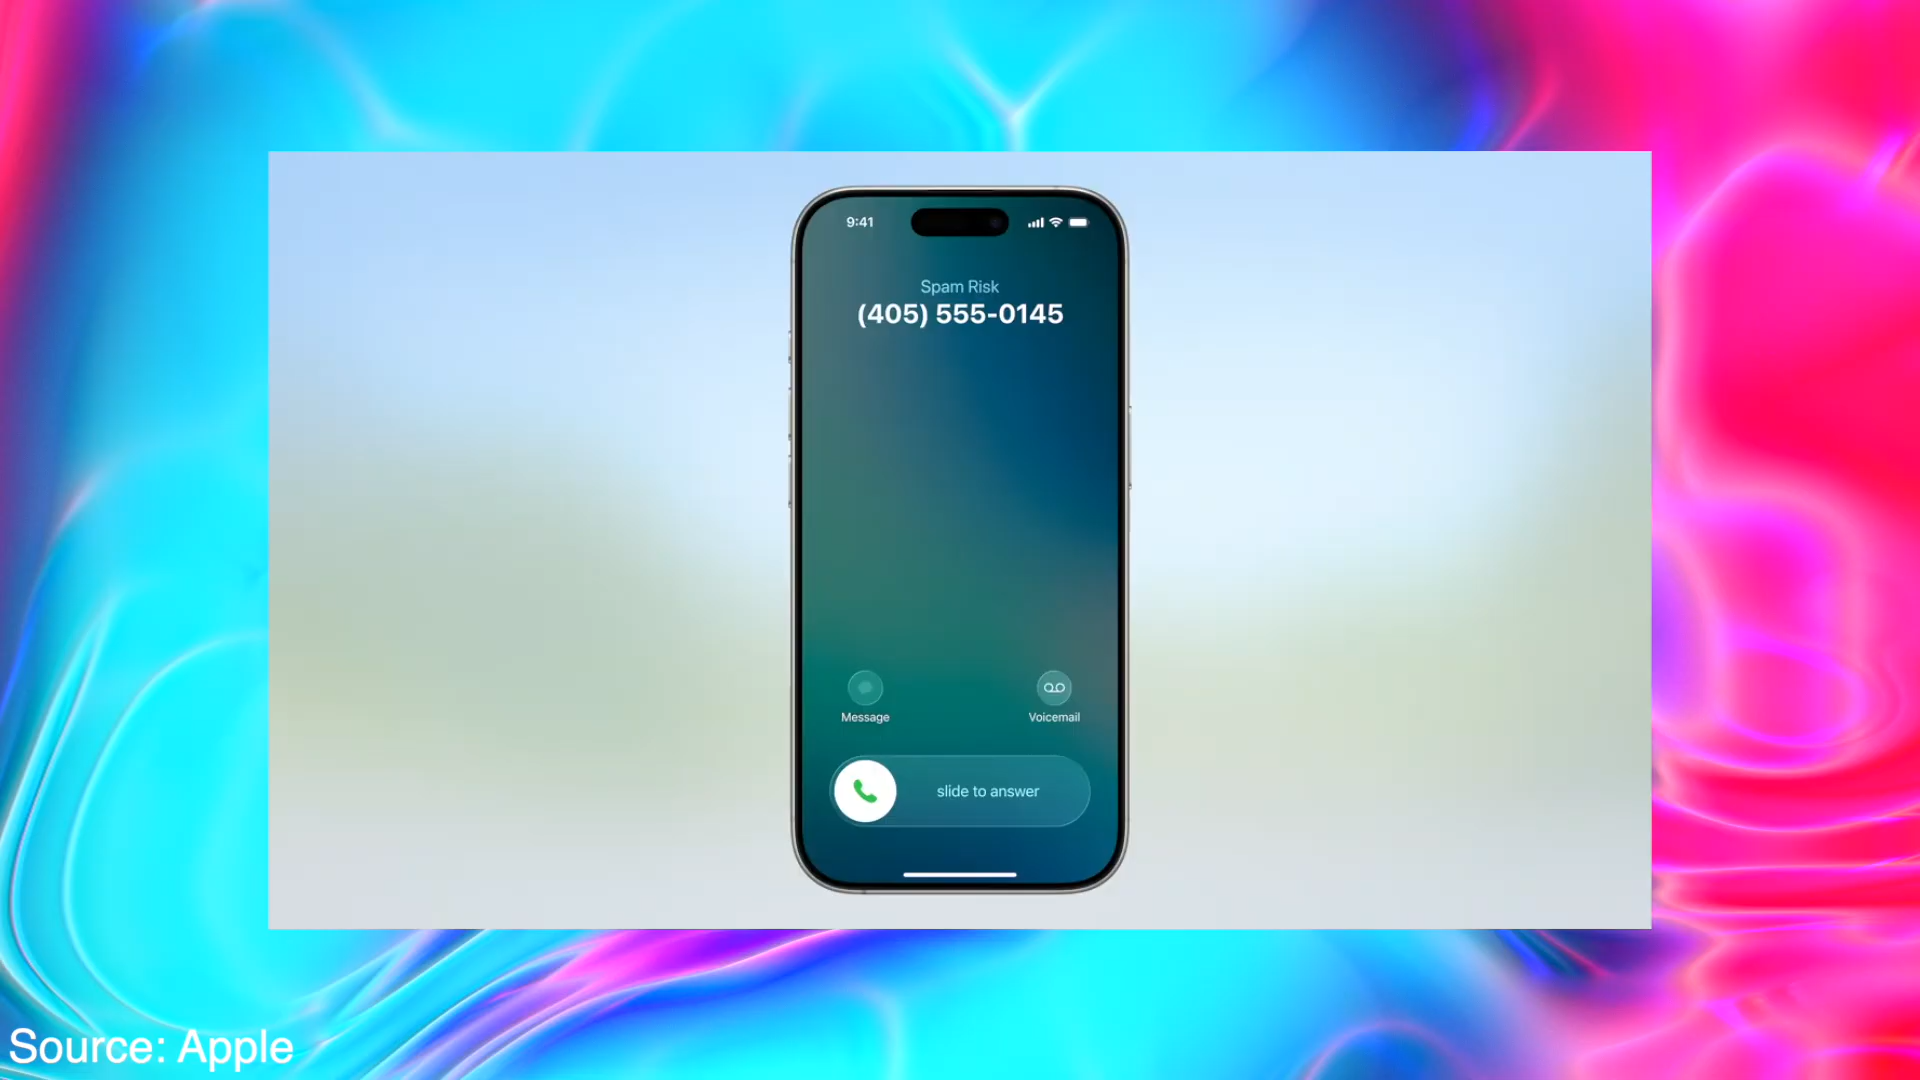 9:41
Spam Risk
(405) 555-0145
Message
Voicemail
slide to answer
Source: Apple